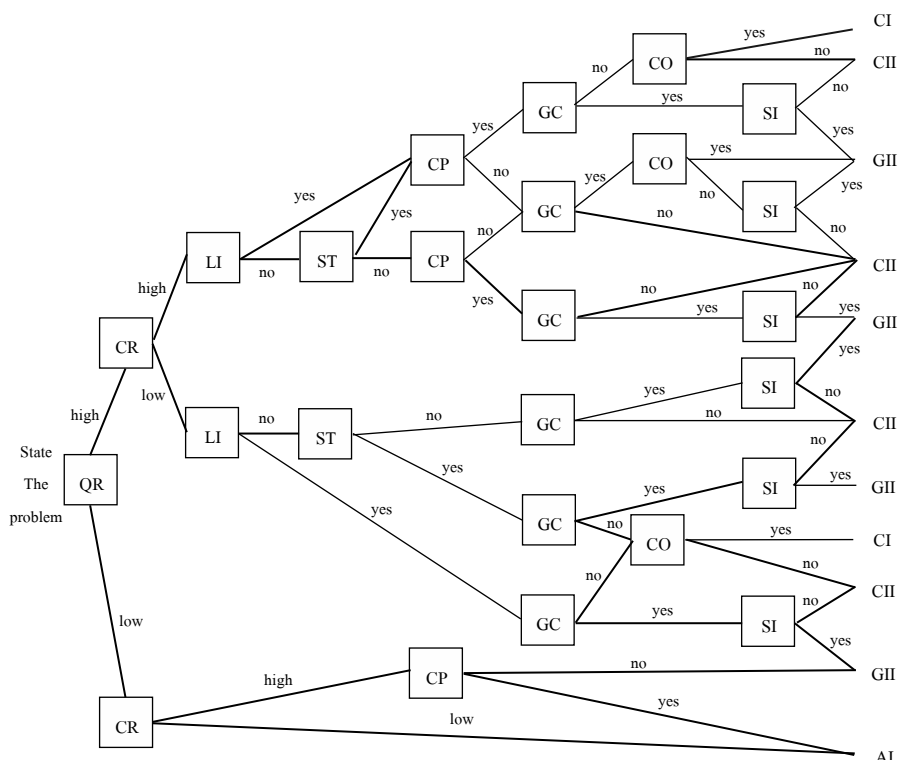 CI
yes
CO
no
CII
no
no
GC
yes
SI
yes
yes
CP
CO
yes
GII
yes
no
yes
yes
no
SI
yes
GC
yes
no
no
LI
no
ST
no
CP
CII
high
no
no
yes
GC
yes
SI
yes
GII
CR
yes
low
yes
SI
high
no
no
GC
no
CII
LI
no
ST
State
yes
no
The
QR
yes
SI
yes
GII
problem
GC
yes
no
CO
yes
CI
no
no
no
CII
low
GC
yes
SI
yes
no
high
CP
GII
yes
low
CR
AI